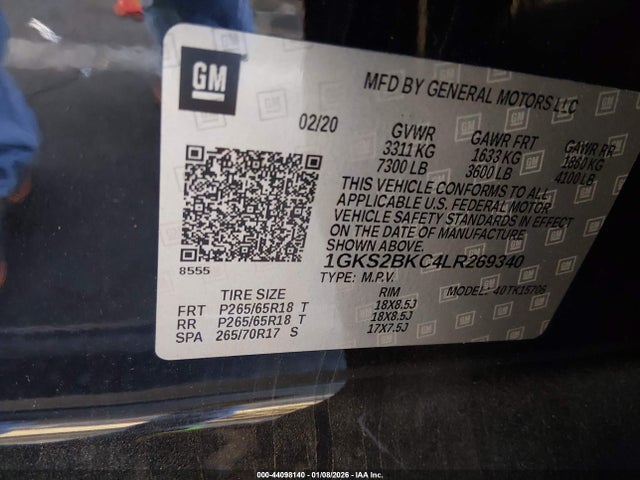 GM
MFD BY GENERAL MOTORS LLC
02/20
GVWR GAWR FRT GAWR RR
3311 KG 1633 KG 1860 KG
7300 LB 3600 LB 4100 LB
THIS VEHICLE CONFORMS TO ALL
APPLICABLE U.S. FEDERAL MOTOR
VEHICLE SAFETY STANDARDS IN EFFECT
ON THE DATE OF MANUFACTURE
SHOWN ABOVE.
1GKS2BKC4LR269340
8555
TYPE: M.P.V.
TIRE SIZE RIM MODEL:
FRT P265/65R18 T 18X8.5J
RR P265/65R18 T 18X8.5J
SPA 265/70R17 S 17X7.5J
000-44098140 - 01/08/2026 - IAA Inc.